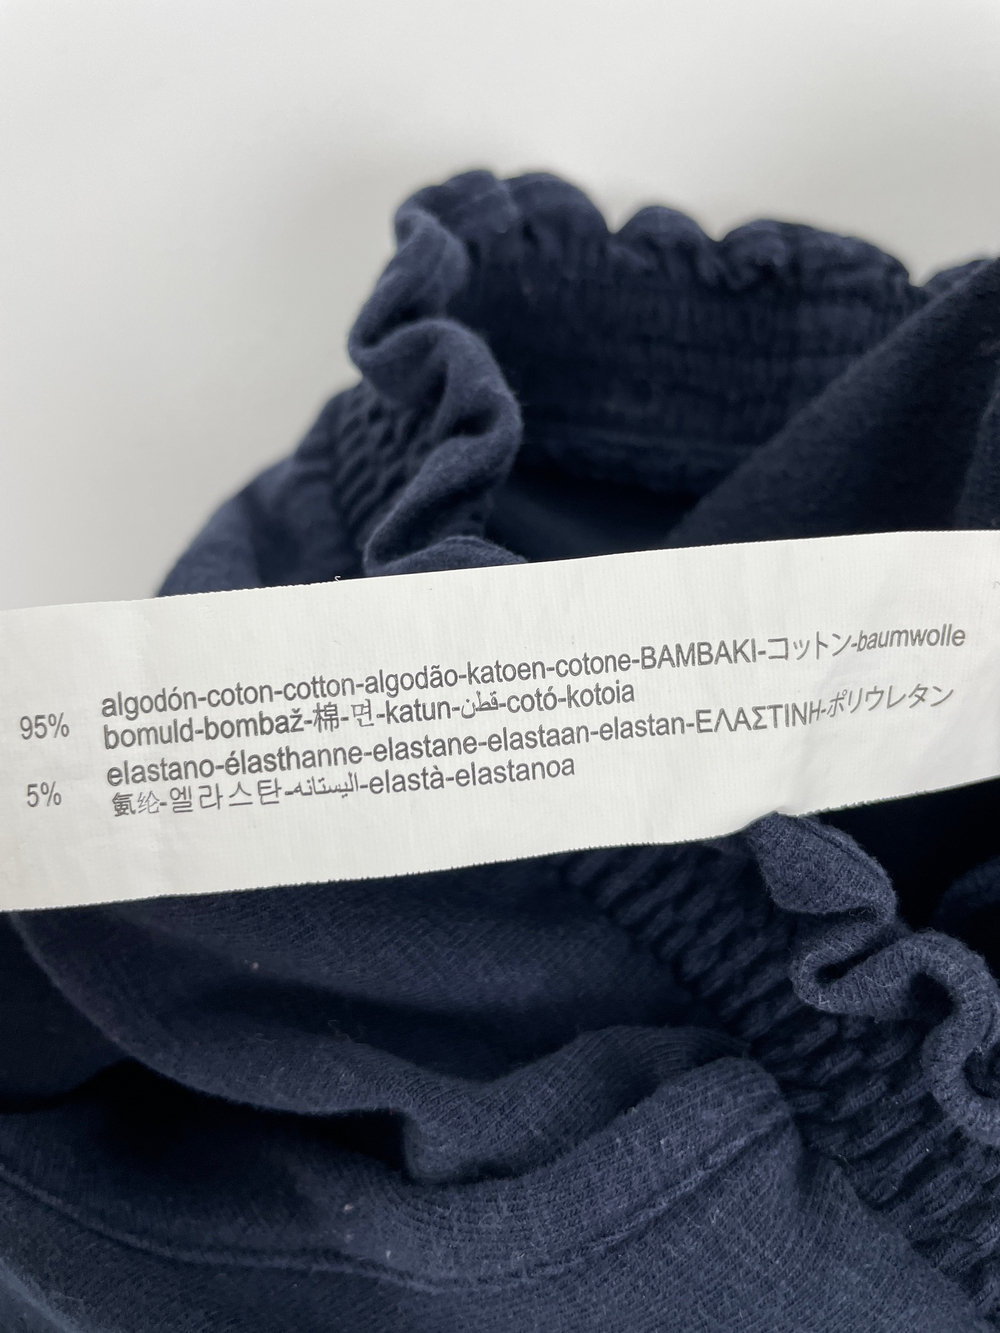 95% algodón-coton-cotton-algodão-katoen-cotone-BAMBAKI-コットン-baumwolle
bomuld-bombaž-棉-면-katun-قطن-cotó-kotoia
5% elastano-élasthanne-elastane-elastaan-elastan-ΕΛΑΣΤΙΝΗ-ポリウレタン
氨纶-엘라스탄-اليستانه-elastà-elastanoa